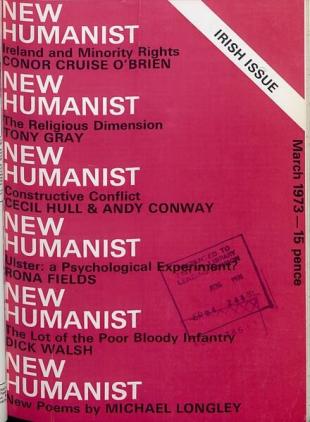 NEW
HUMANIST
Ireland and Minority Rights
CONOR CRUISE O'BRIEN
NEW
HUMANIST
The Religious Dimension
TONY GRAY
NEW
HUMANIST
Constructive Conflict
CECIL HULL & ANDY CONWAY
NEW
HUMANIST
Ulster: a Psychological Experiment?
RONA FIELDS
NEW
HUMANIST
The Lot of the Poor Bloody Infantry
DICK WALSH
NEW
HUMANIST
New Poems by MICHAEL LONGLEY
IRISH ISSUE
March 1973—15 pence
PRESENTED TO